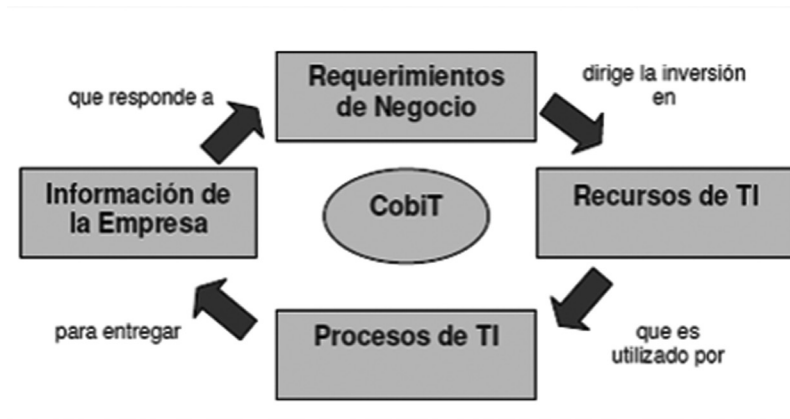 Requerimientos
de Negocio
dirige la inversión
en
Recursos de TI
que es
utilizado por
Procesos de TI
para entregar
Información de
la Empresa
que responde a
CobiT